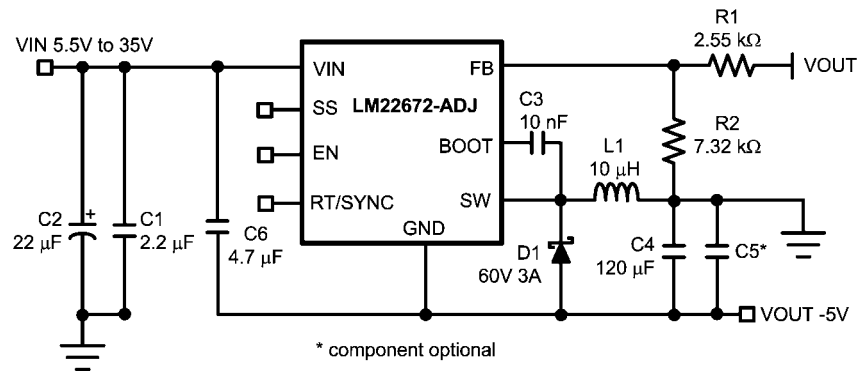 R1
2.55 kΩ
VIN 5.5V to 35V
VIN
FB
VOUT
SS
LM22672-ADJ
C3
10 nF
R2
7.32 kΩ
EN
BOOT
L1
10 µH
RT/SYNC
SW
GND
C2
22 µF
+
C1
2.2 µF
C6
4.7 µF
D1
60V 3A
C4
120 µF
C5*
VOUT -5V
* component optional